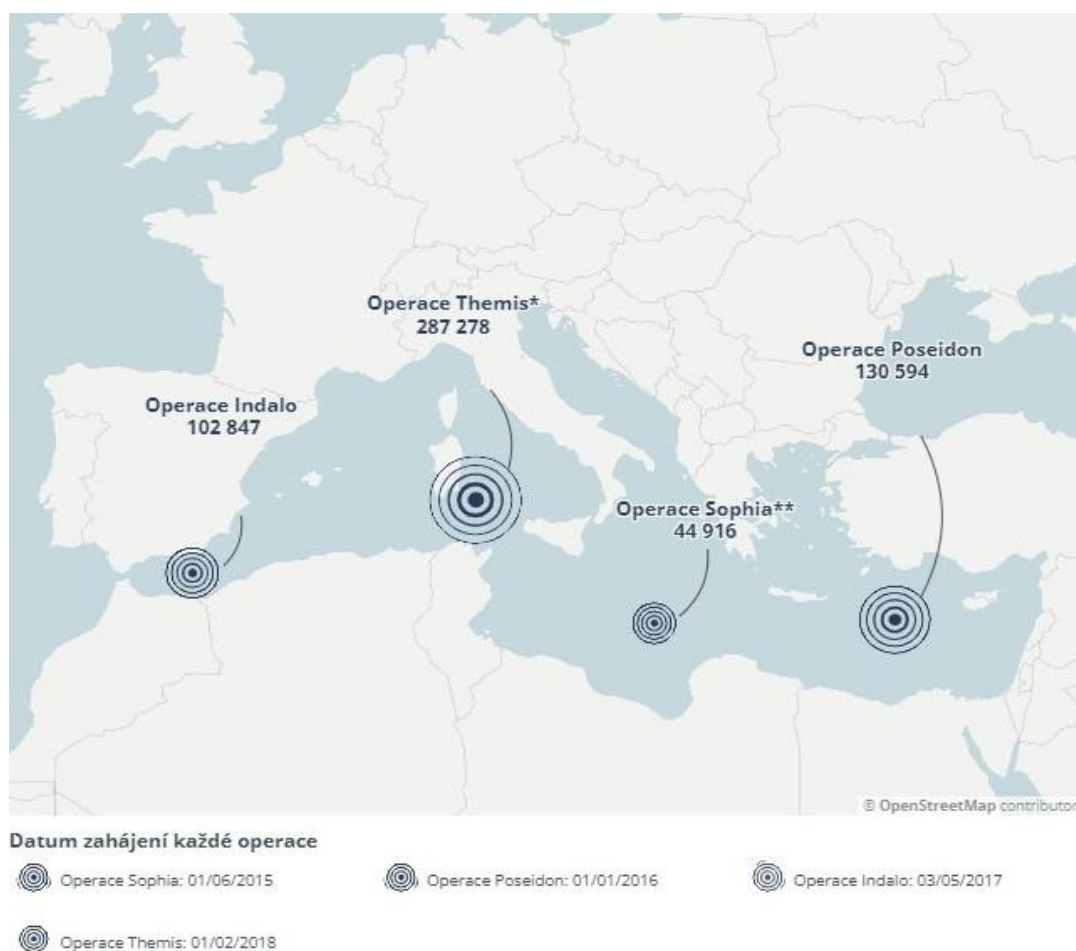 Operace Themis*
287 278
Operace Poseidon
130 594
Operace Indalo
102 847
Operace Sophia**
44 916
© OpenStreetMap contributor
Datum zahájení každé operace
Operace Sophia: 01/06/2015
Operace Poseidon: 01/01/2016
Operace Indalo: 03/05/2017
Operace Themis: 01/02/2018